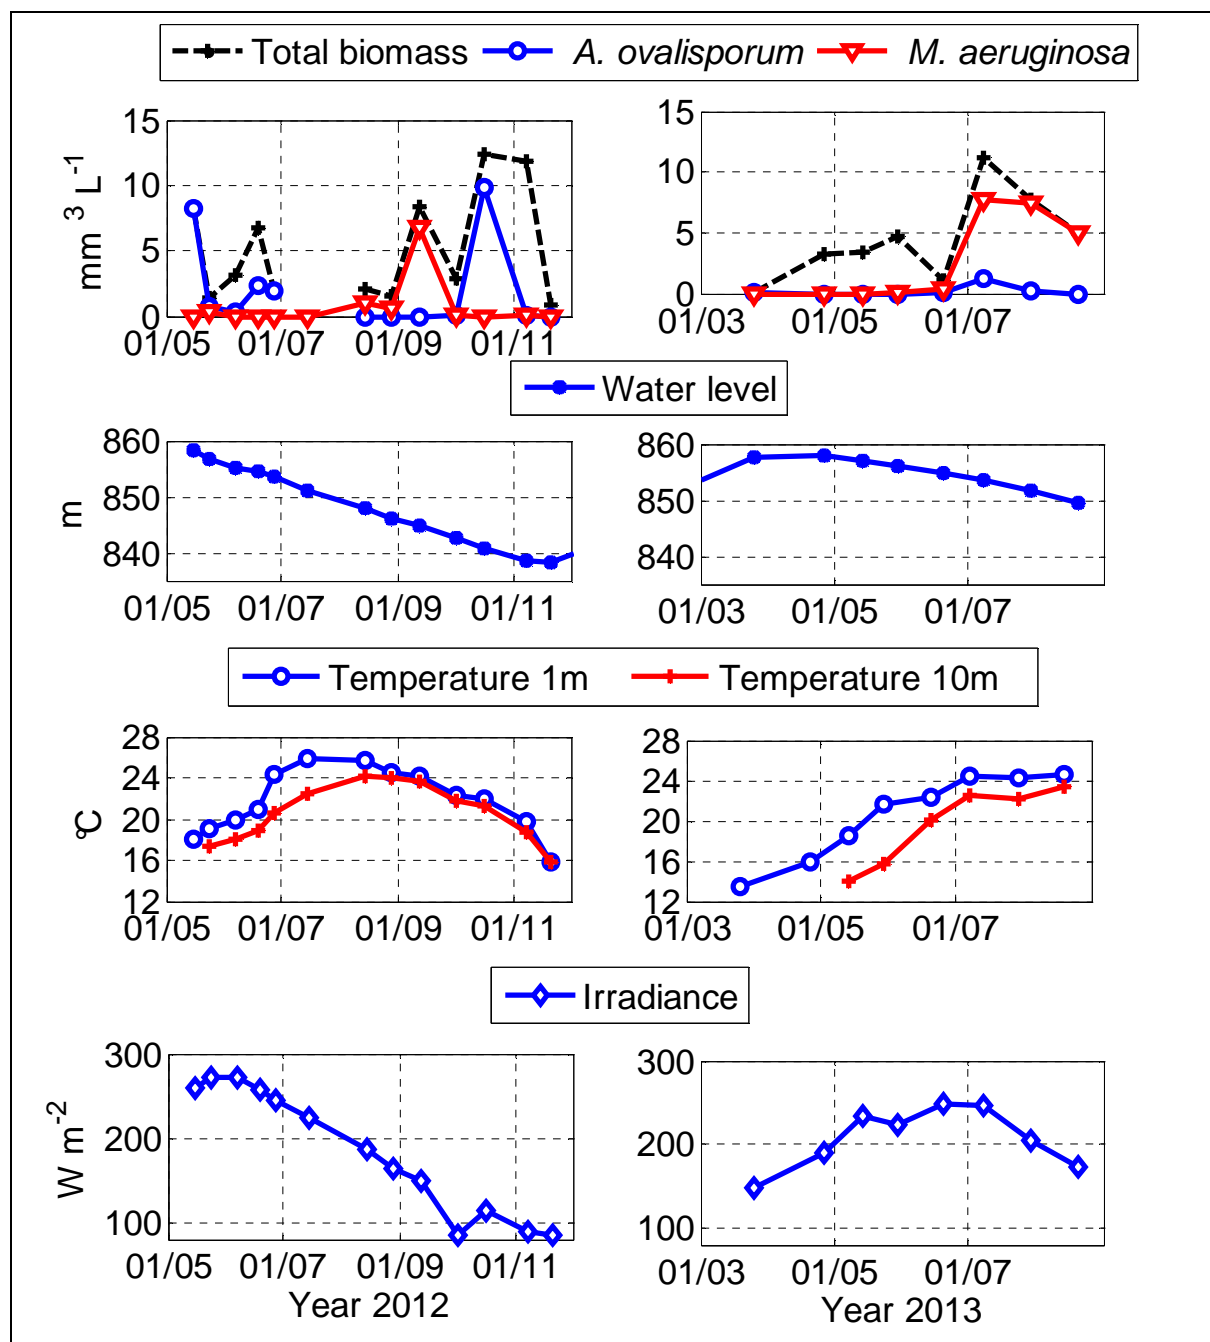 Total biomass A. ovalisporum M. aeruginosa
15
10
5
0
mm 3 L-1
01/05 01/07 01/09 01/11
15
10
5
0
01/03 01/05 01/07
Water level
860
850
840
m
01/05 01/07 01/09 01/11
860
850
840
01/03 01/05 01/07
Temperature 1m Temperature 10m
28
24
20
16
12
°C
01/05 01/07 01/09 01/11
28
24
20
16
12
01/03 01/05 01/07
Irradiance
300
200
100
W m-2
01/05 01/07 01/09 01/11
Year 2012
300
200
100
01/03 01/05 01/07
Year 2013